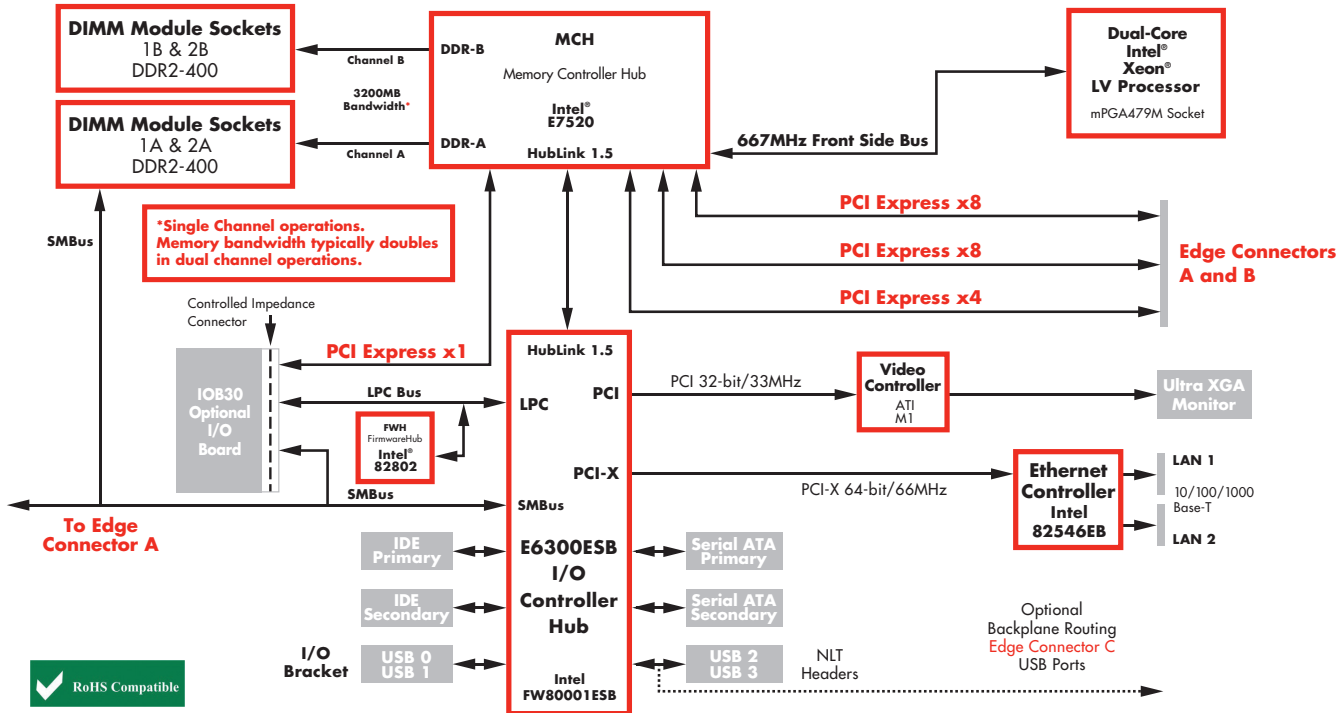 DIMM Module Sockets
1B & 2B
DDR2-400
DIMM Module Sockets
1A & 2A
DDR2-400
Channel B
3200MB
Bandwidth*
Channel A
DDR-B
MCH
Memory Controller Hub
Intel®
E7520
DDR-A
HubLink 1.5
Dual-Core
Intel®
Xeon®
LV Processor
mPGA479M Socket
667MHz Front Side Bus
PCI Express x8
PCI Express x8
PCI Express x4
Edge Connectors
A and B
SMBus
*Single Channel operations.
Memory bandwidth typically doubles
in dual channel operations.
Controlled Impedance
Connector
PCI Express x1
IOB30
Optional
I/O
Board
LPC Bus
FWH
FirmwareHub
Intel®
82802
SMBus
To Edge
Connector A
HubLink 1.5
LPC
PCI
PCI-X
SMBus
E6300ESB
I/O
Controller
Hub
Intel
FW80001ESB
PCI 32-bit/33MHz
Video
Controller
ATI
M1
Ultra XGA
Monitor
PCI-X 64-bit/66MHz
Ethernet
Controller
Intel
82546EB
LAN 1
10/100/1000
Base-T
LAN 2
IDE
Primary
IDE
Secondary
I/O
Bracket
USB 0
USB 1
Serial ATA
Primary
Serial ATA
Secondary
USB 2
USB 3
NLT
Headers
Optional
Backplane Routing
Edge Connector C
USB Ports
RoHS Compatible